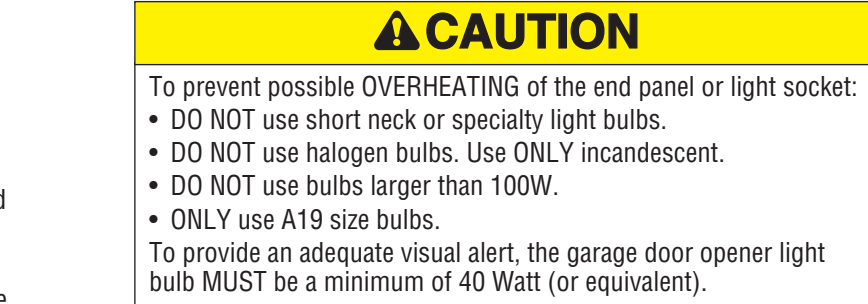 CAUTION
To prevent possible OVERHEATING of the end panel or light socket:
• DO NOT use short neck or specialty light bulbs.
• DO NOT use halogen bulbs. Use ONLY incandescent.
• DO NOT use bulbs larger than 100W.
• ONLY use A19 size bulbs.
To provide an adequate visual alert, the garage door opener light
bulb MUST be a minimum of 40 Watt (or equivalent).